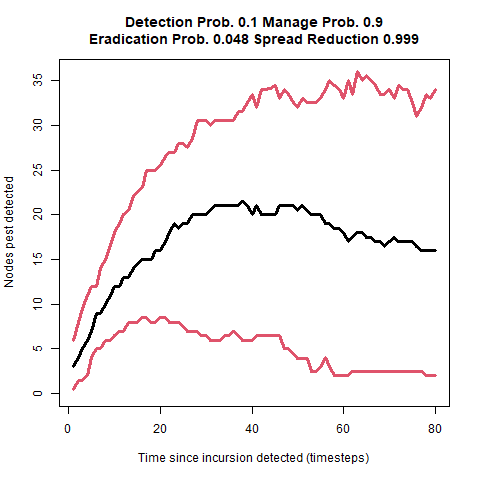 Detection Prob. 0.1 Manage Prob. 0.9
Eradication Prob. 0.048 Spread Reduction 0.999
Nodes pest detected
35
30
25
20
15
10
5
0
0 20 40 60 80
Time since incursion detected (timesteps)